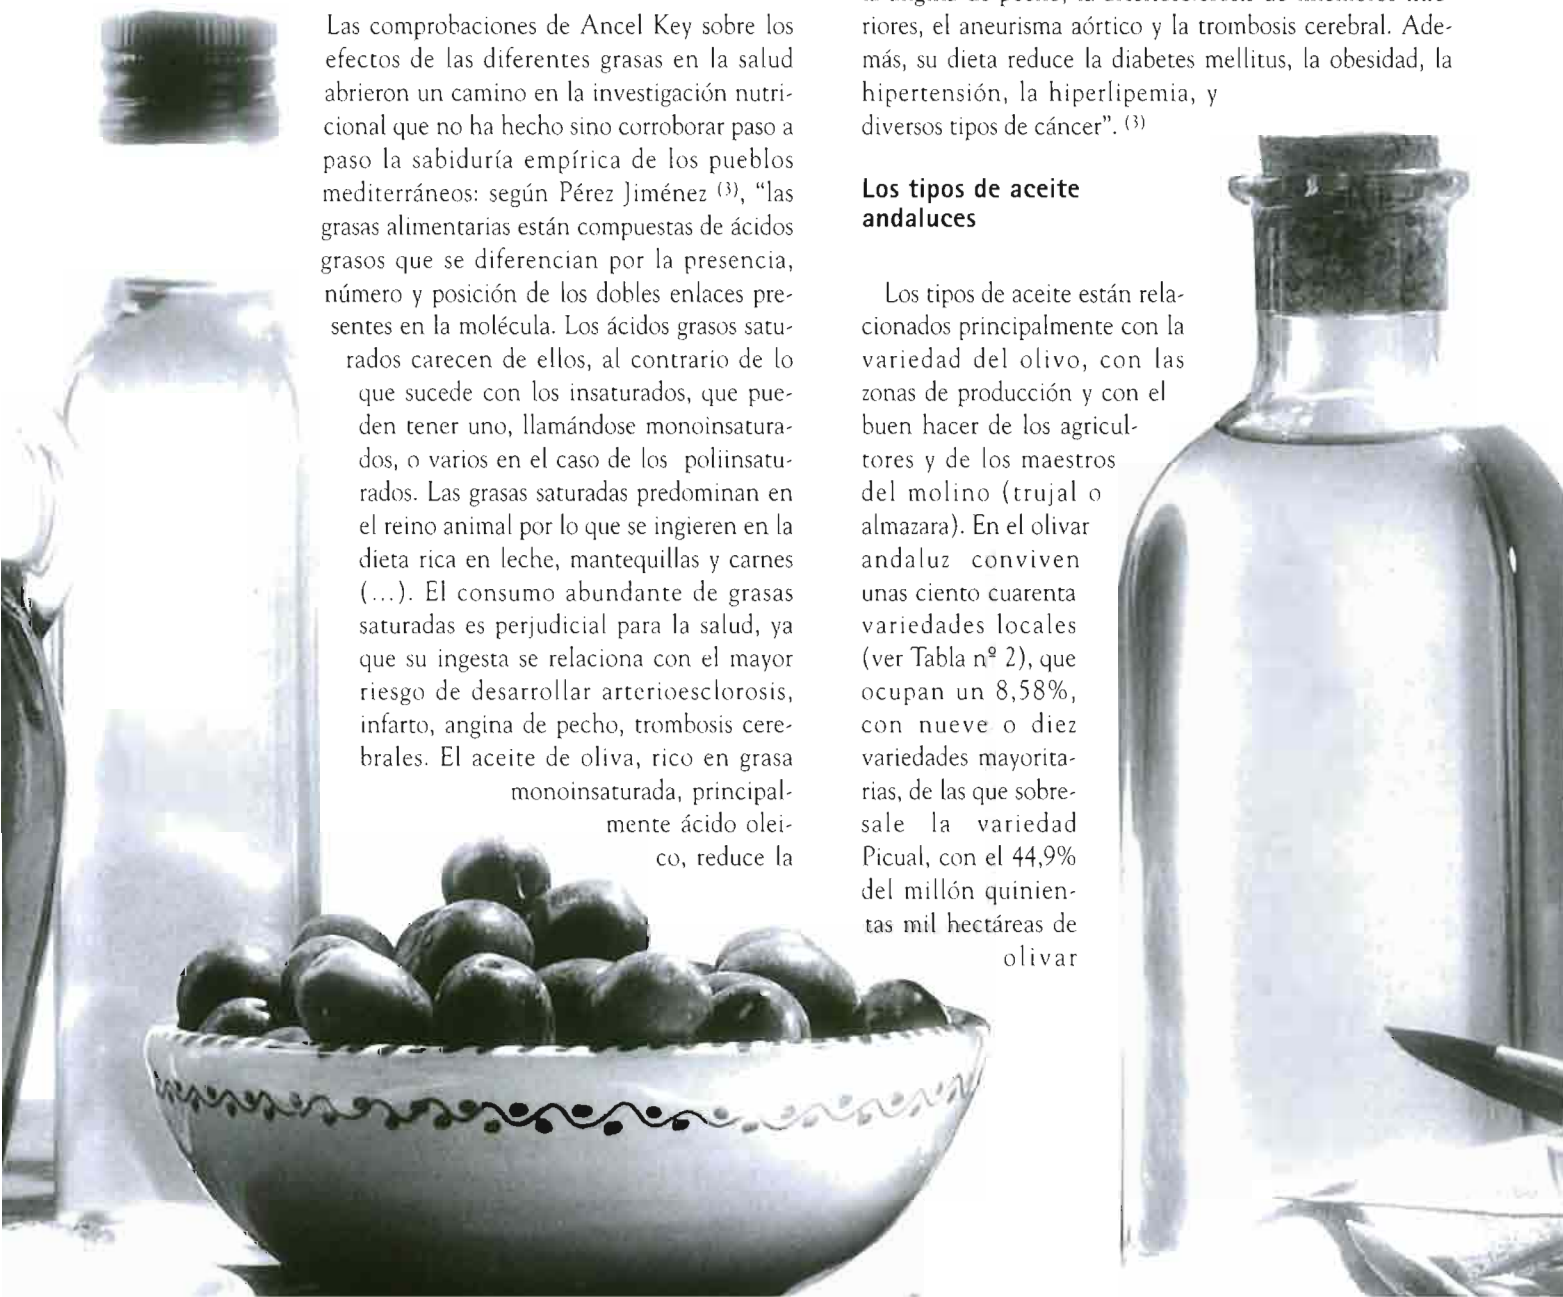 Las comprobaciones de Ancel Key sobre los
efectos de las diferentes grasas en la salud
abrieron un camino en la investigación nutri-
cional que no ha hecho sino corroborar paso a
paso la sabiduría empírica de los pueblos
mediterráneos: según Pérez Jiménez (3), “las
grasas alimentarias están compuestas de ácidos
grasos que se diferencian por la presencia,
número y posición de los dobles enlaces pre-
sentes en la molécula. Los ácidos grasos satu-
rados carecen de ellos, al contrario de lo
que sucede con los insaturados, que pue-
den tener uno, llamándose monoinsatura-
dos, o varios en el caso de los poliinsatu-
rados. Las grasas saturadas predominan en
el reino animal por lo que se ingieren en la
dieta rica en leche, mantequillas y carnes
(...). El consumo abundante de grasas
saturadas es perjudicial para la salud, ya
que su ingesta se relaciona con el mayor
riesgo de desarrollar arterioesclorosis,
infarto, angina de pecho, trombosis cere-
brales. El aceite de oliva, rico en grasa
monoinsaturada, principal-
mente ácido olei-
co, reduce la
riores, el aneurisma aórtico y la trombosis cerebral. Ade-
más, su dieta reduce la diabetes mellitus, la obesidad, la
hipertensión, la hiperlipemia, y
diversos tipos de cáncer”. (3)
Los tipos de aceite
andaluces
Los tipos de aceite están rela-
cionados principalmente con la
variedad del olivo, con las
zonas de producción y con el
buen hacer de los agricul-
tores y de los maestros
del molino (trujal o
almazara). En el olivar
andaluz conviven
unas ciento cuarenta
variedades locales
(ver Tabla nº 2), que
ocupan un 8,58%,
con nueve o diez
variedades mayorita-
rias, de las que sobre-
sale la variedad
Picual, con el 44,9%
del millón quinien-
tas mil hectáreas de
olivar